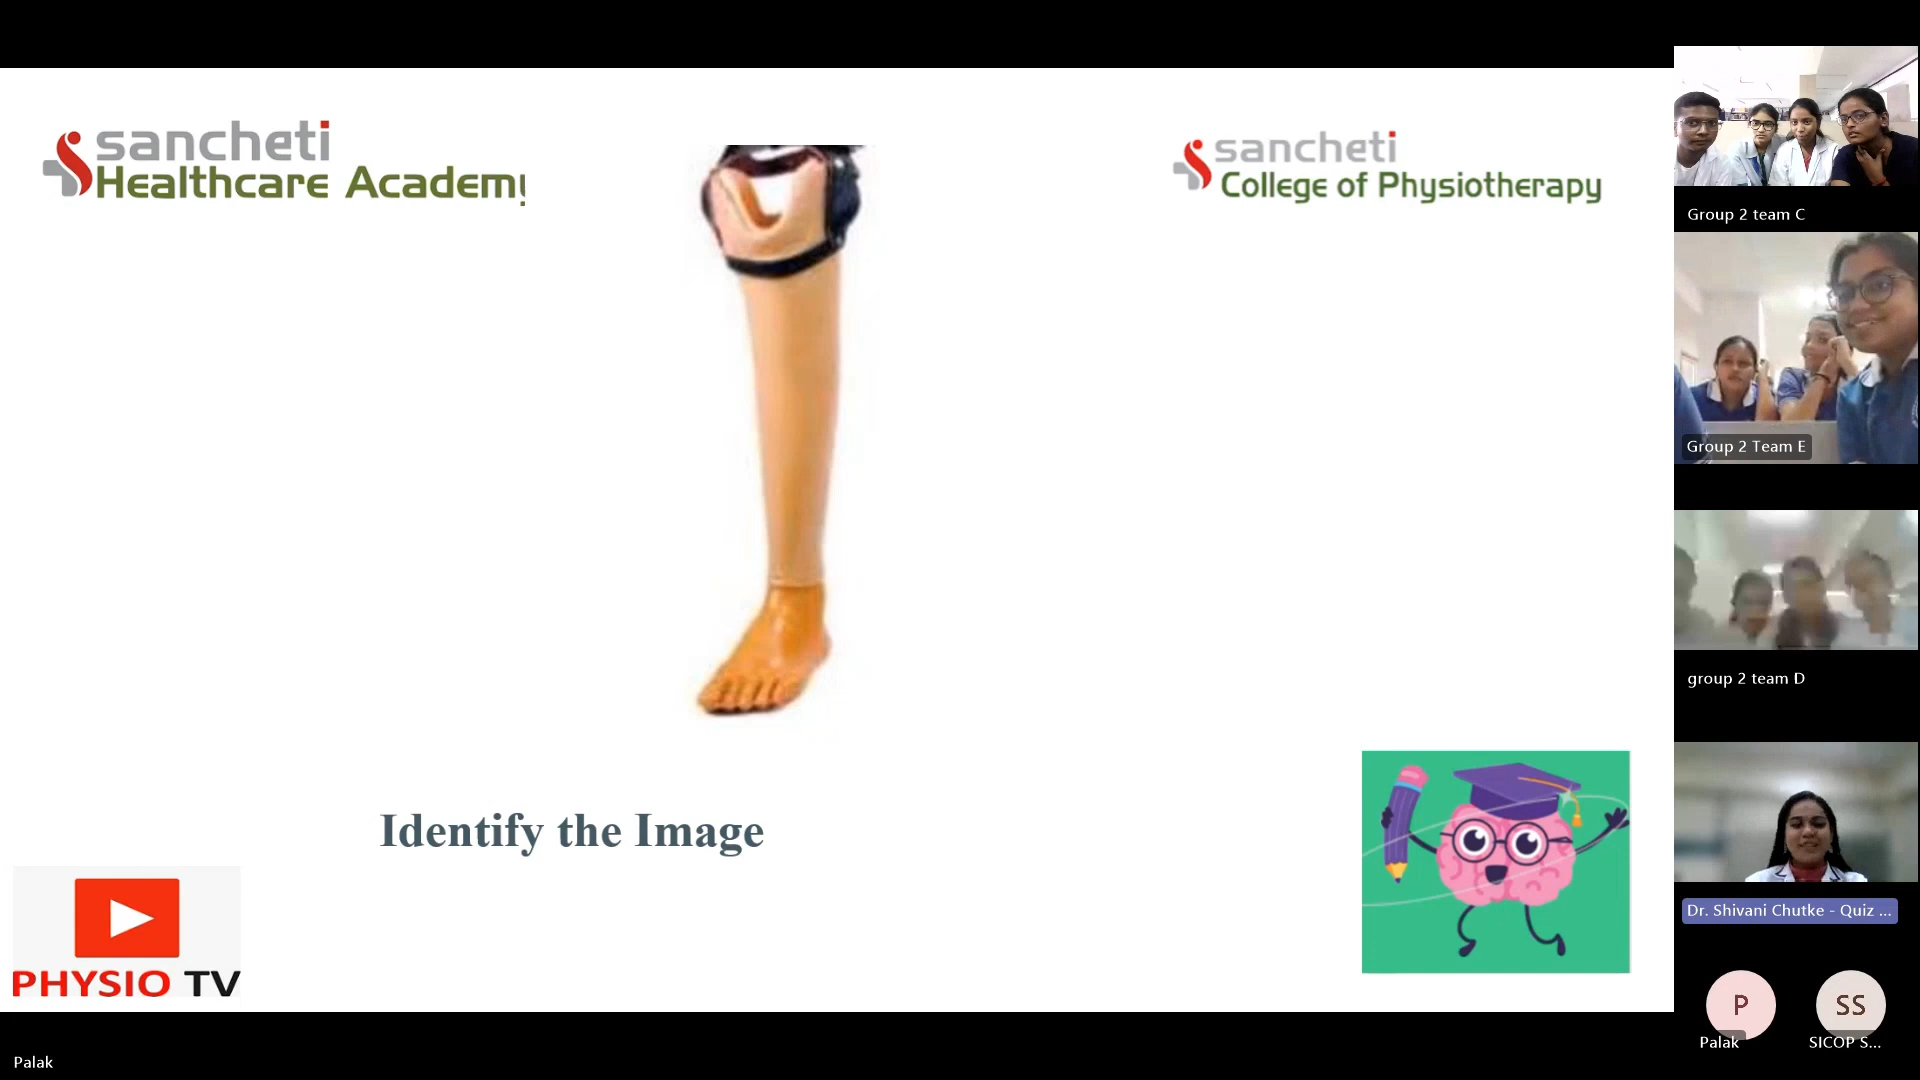 sancheti
Healthcare Academy
sancheti
College of Physiotherapy
Identify the Image
PHYSIO TV
Palak
Group 2 team C
Group 2 Team E
group 2 team D
Dr. Shivani Chutke - Quiz ...
P
SS
Palak
SICOP S...